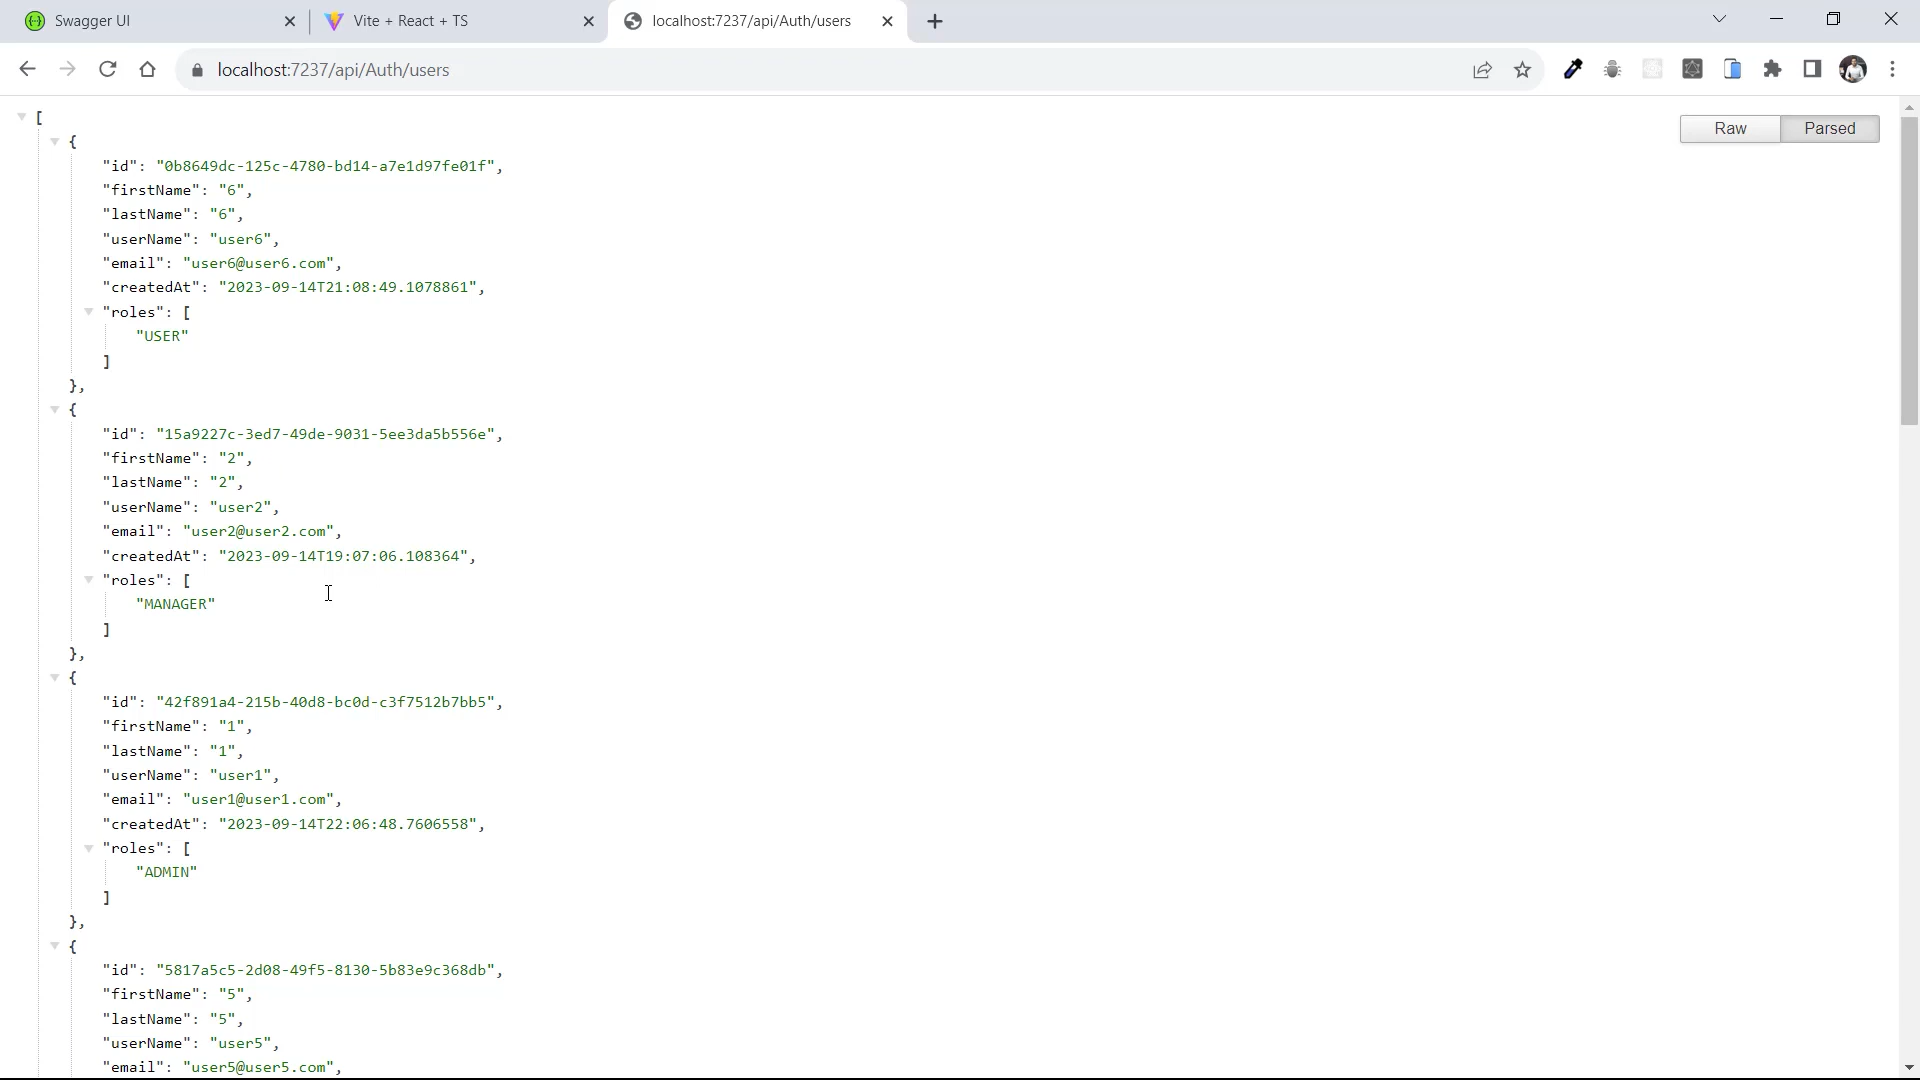 Swagger UI
Vite + React + TS
localhost:7237/api/Auth/users
localhost:7237/api/Auth/users
Raw
Parsed
[
{
"id": "0b8649dc-125c-4780-bd14-a7e1d97fe01f",
"firstName": "6",
"lastName": "6",
"userName": "user6",
"email": "user6@user6.com",
"createdAt": "2023-09-14T21:08:49.1078861",
"roles": [
"USER"
]
},
{
"id": "15a9227c-3ed7-49de-9031-5ee3da5b556e",
"firstName": "2",
"lastName": "2",
"userName": "user2",
"email": "user2@user2.com",
"createdAt": "2023-09-14T19:07:06.108364",
"roles": [
"MANAGER"
]
},
{
"id": "42f891a4-215b-40d8-bc0d-c3f7512b7bb5",
"firstName": "1",
"lastName": "1",
"userName": "user1",
"email": "user1@user1.com",
"createdAt": "2023-09-14T22:06:48.7606558",
"roles": [
"ADMIN"
]
},
{
"id": "5817a5c5-2d08-49f5-8130-5b83e9c368db",
"firstName": "5",
"lastName": "5",
"userName": "user5",
"email": "user5@user5.com",